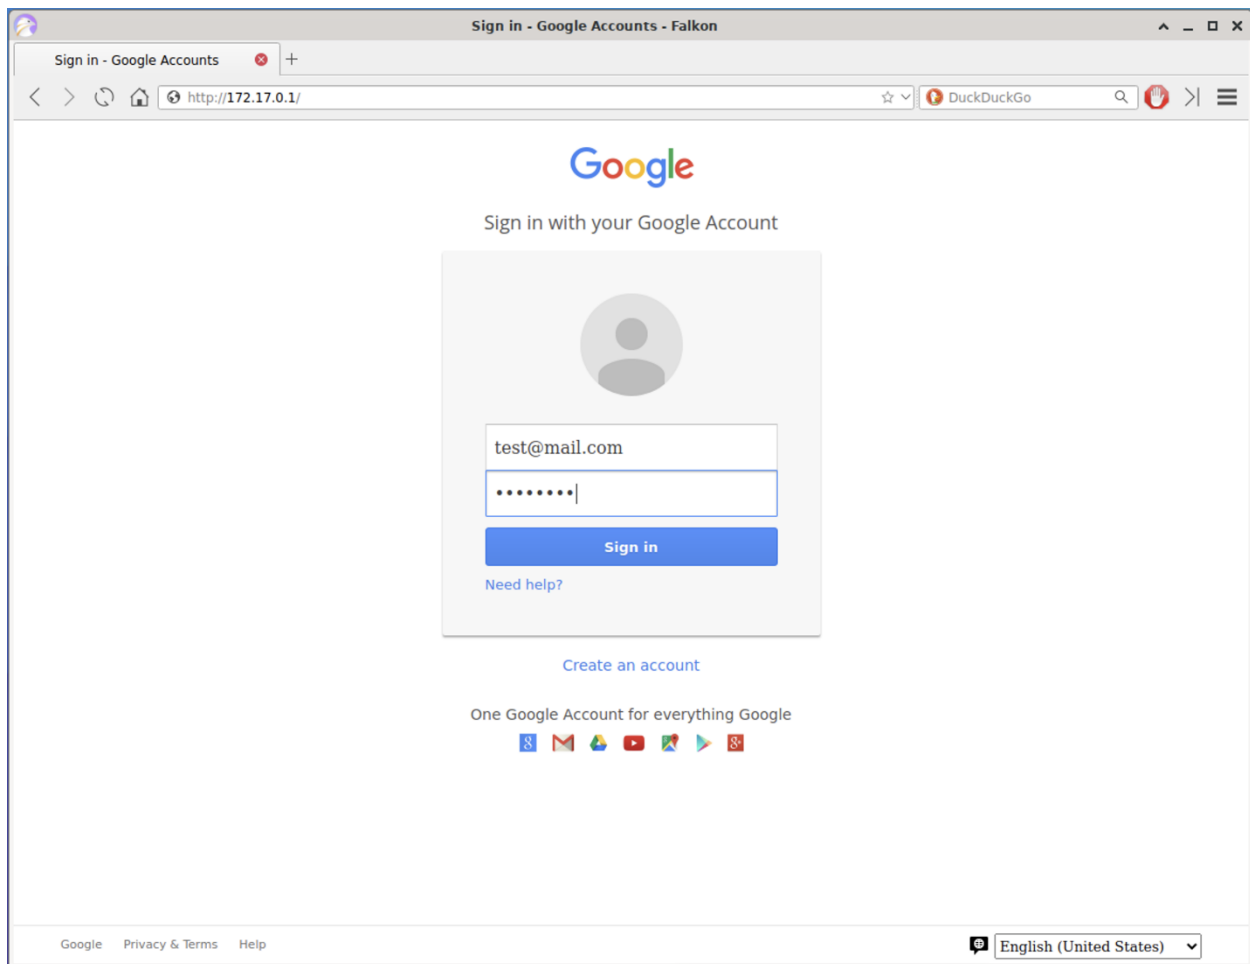 Sign in - Google Accounts - Falkon
Sign in - Google Accounts
http://172.17.0.1/
DuckDuckGo
Google
Sign in with your Google Account
test@mail.com
••••••••
Sign in
Need help?
Create an account
One Google Account for everything Google
Google Privacy & Terms Help English (United States)